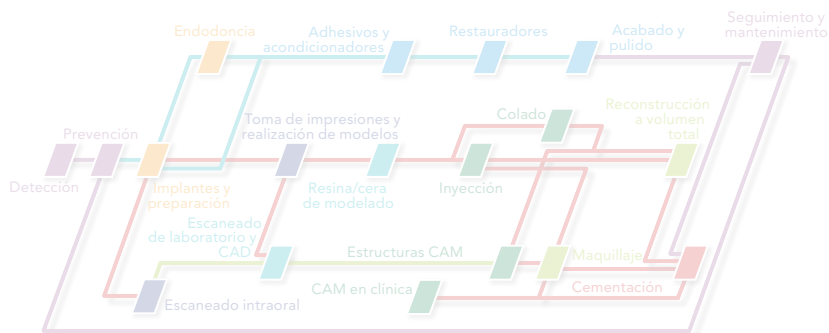 Seguimiento y
mantenimiento
Endodoncia
Adhesivos y
acondicionadores
Restauradores
Acabado y
pulido
Prevención
Toma de impresiones y
realización de modelos
Colado
Reconstrucción
a volumen
total
Detección
Implantes y
preparación
Resina/cera
de modelado
Inyección
Escaneado
de laboratorio y
CAD
Estructuras CAM
Maquillaje
Escaneado intraoral
CAM en clínica
Cementación